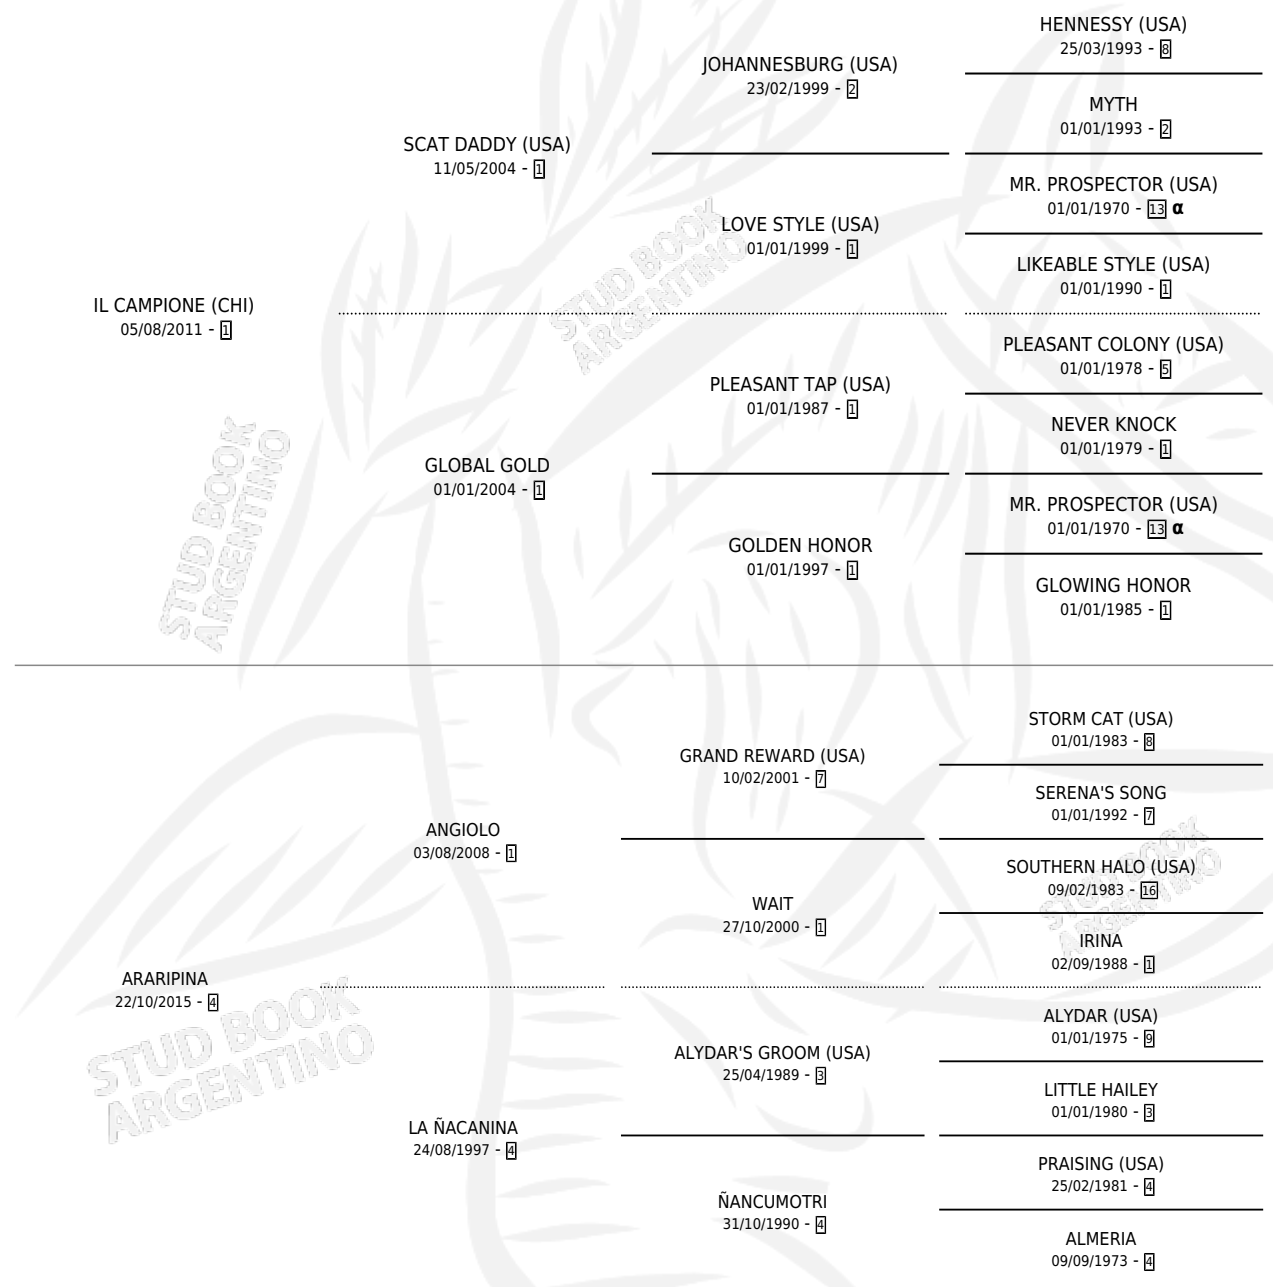 HENNESSY (USA)
25/03/1993 - 8
JOHANNESBURG (USA)
23/02/1999 - 2
MYTH
01/01/1993 - 2
SCAT DADDY (USA)
11/05/2004 - 1
MR. PROSPECTOR (USA)
01/01/1970 - 13 α
LOVE STYLE (USA)
01/01/1999 - 1
LIKEABLE STYLE (USA)
01/01/1990 - 1
IL CAMPIONE (CHI)
05/08/2011 - 1
PLEASANT COLONY (USA)
01/01/1978 - 5
PLEASANT TAP (USA)
01/01/1987 - 1
NEVER KNOCK
01/01/1979 - 1
GLOBAL GOLD
01/01/2004 - 1
MR. PROSPECTOR (USA)
01/01/1970 - 13 α
GOLDEN HONOR
01/01/1997 - 1
GLOWING HONOR
01/01/1985 - 1
STUD BOOK
ARGENTINO
STUD BOOK
ARGENTINO
STORM CAT (USA)
01/01/1983 - 8
GRAND REWARD (USA)
10/02/2001 - 7
SERENA'S SONG
01/01/1992 - 7
ANGIOLO
03/08/2008 - 1
SOUTHERN HALO (USA)
09/02/1983 - 16
WAIT
27/10/2000 - 1
IRINA
02/09/1988 - 1
ARARIPINA
22/10/2015 - 4
ALYDAR (USA)
01/01/1975 - 9
ALYDAR'S GROOM (USA)
25/04/1989 - 3
LITTLE HAILEY
01/01/1980 - 3
LA ÑACANINA
24/08/1997 - 4
PRAISING (USA)
25/02/1981 - 4
ÑANCUMOTRI
31/10/1990 - 4
ALMERIA
09/09/1973 - 4
STUD BOOK
ARGENTINO
STUD BOOK
ARGENTINO